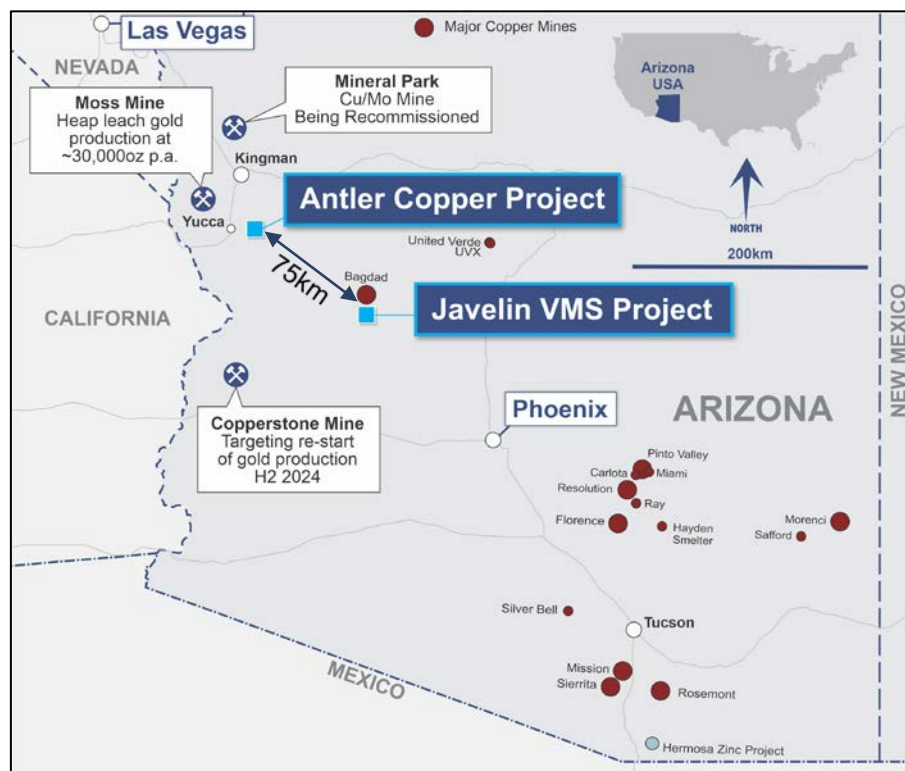 Major Copper Mines
Las Vegas
NEVADA
Arizona
USA
Mineral Park
Cu/Mo Mine
Being Recommissioned
Moss Mine
Heap leach gold
production at
~30,000oz p.a.
Kingman
Antler Copper Project
NORTH
200km
Yucca
United Verde
UVX
75km
Bagdad
Javelin VMS Project
CALIFORNIA
NEW MEXICO
Copperstone Mine
Targeting re-start
of gold production
H2 2024
Phoenix
ARIZONA
Pinto Valley
Carlota
Miami
Resolution
Ray
Florence
Hayden
Smelter
Morenci
Safford
Silver Bell
Tucson
MEXICO
Mission
Sierrita
Rosemont
Hermosa Zinc Project